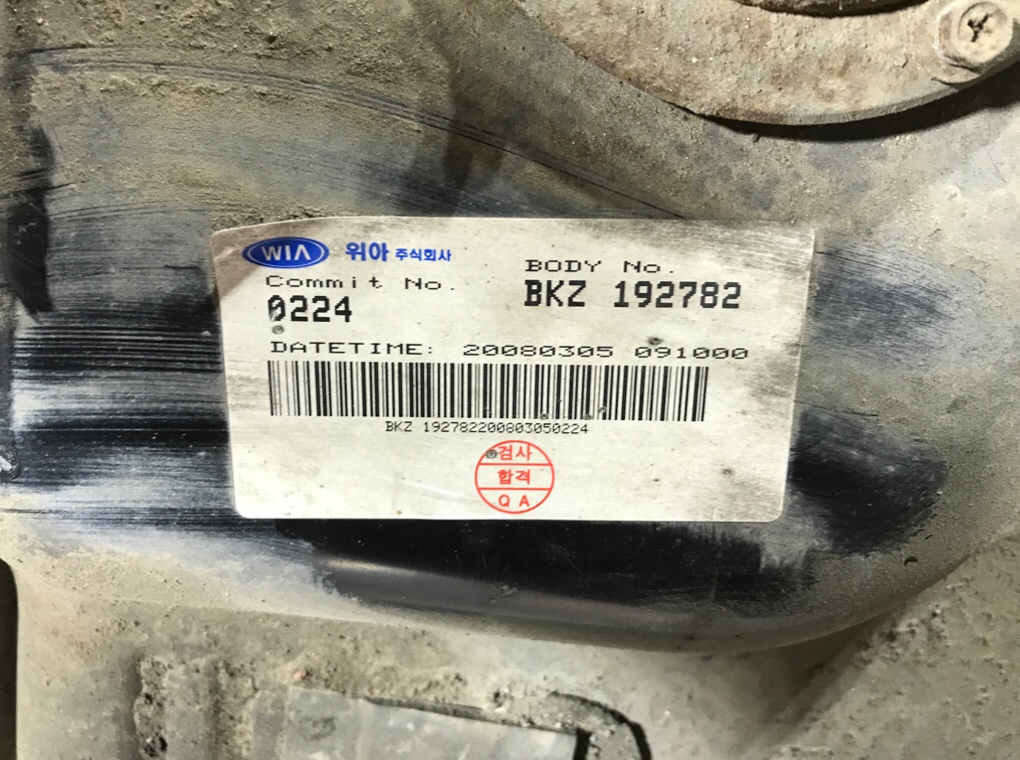 WIA 위아 주식회사
BODY No.
Commit No.
BKZ 192782
0224
DATETIME: 20080305 091000
BKZ 192782200803050224
검사
합격
QA